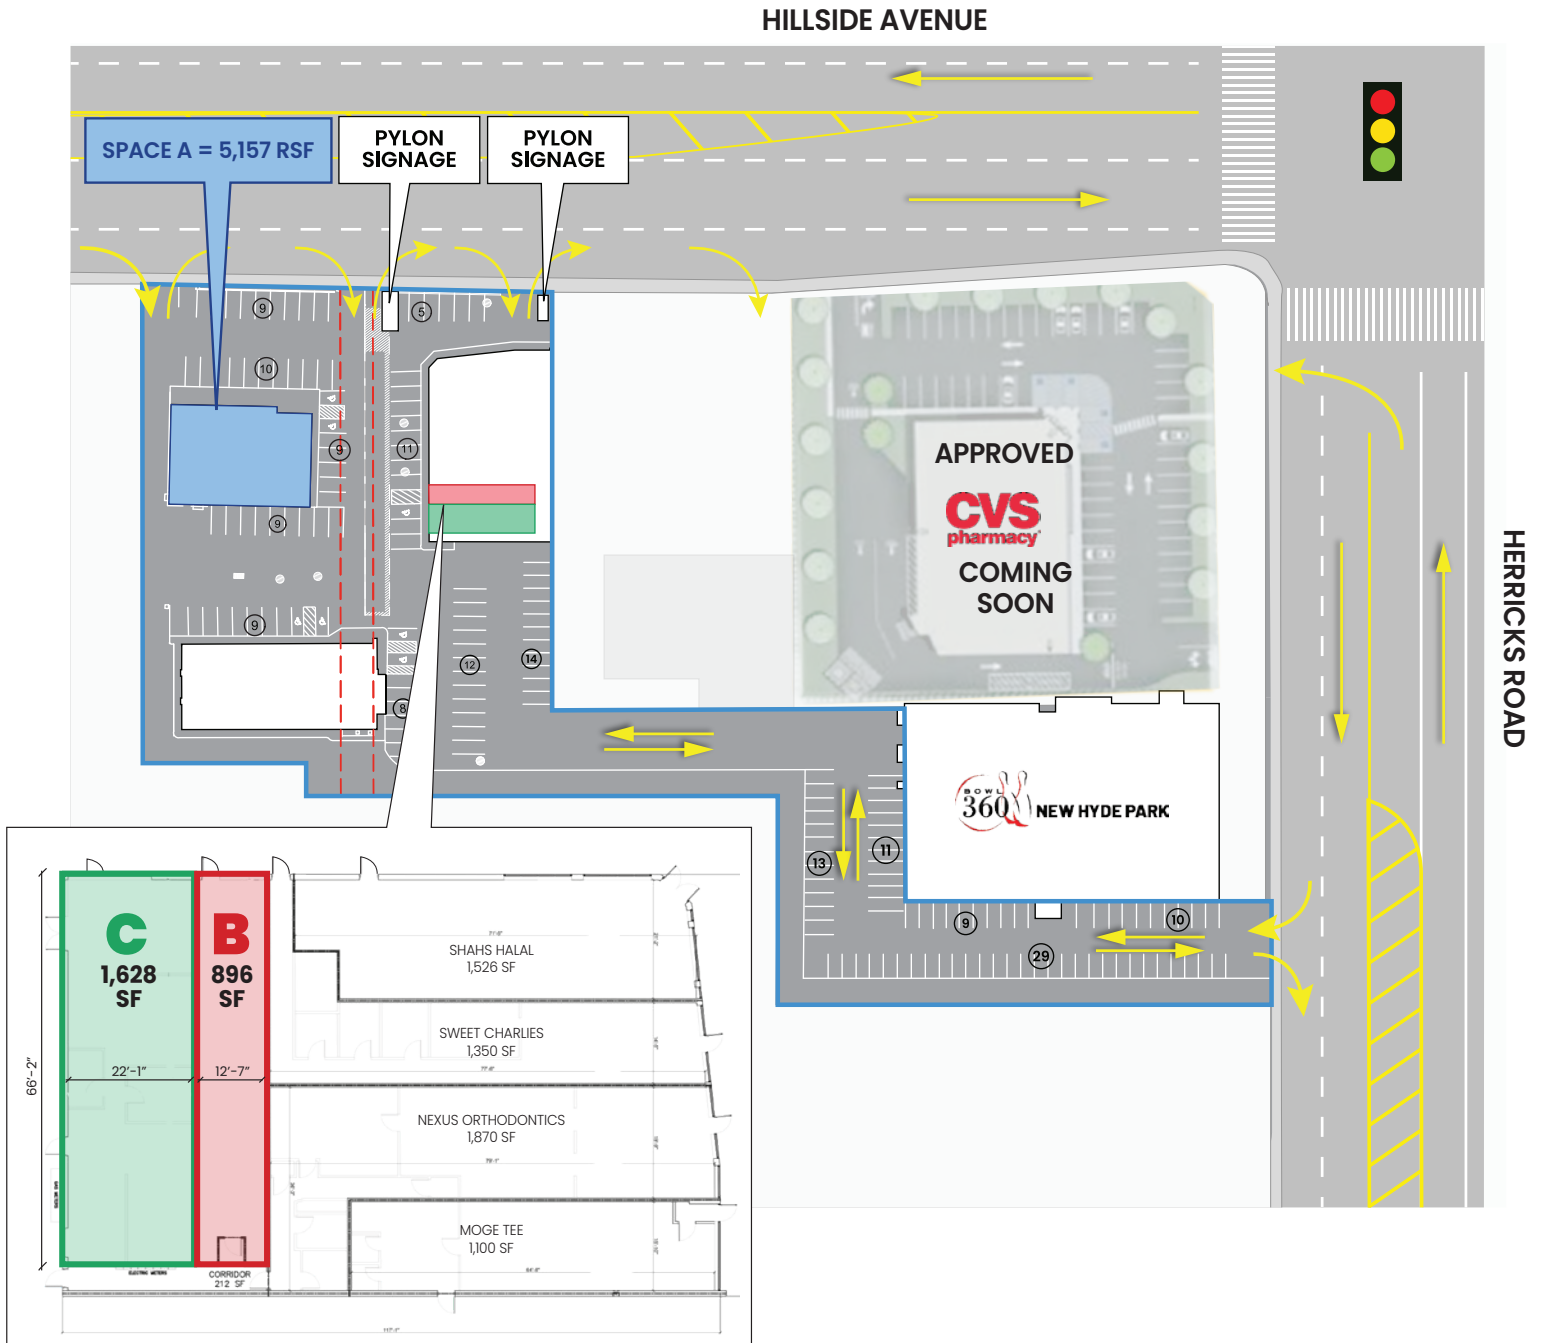 HILLSIDE AVENUE
SPACE A = 5,157 RSF
PYLON
SIGNAGE
PYLON
SIGNAGE
9
5
10
9
11
9
9
12
14
8
APPROVED
CVS
pharmacy
COMING
SOON
HERRICKS ROAD
BOWL
360
NEW HYDE PARK
13
11
9
10
29
C
1,628
SF
B
896
SF
SHAHS HALAL
1,526 SF
SWEET CHARLIES
1,350 SF
66'-2"
22'-1"
12'-7"
NEXUS ORTHODONTICS
1,870 SF
MOGE TEE
1,100 SF
ELECTRIC METERS
CORRIDOR
212 SF